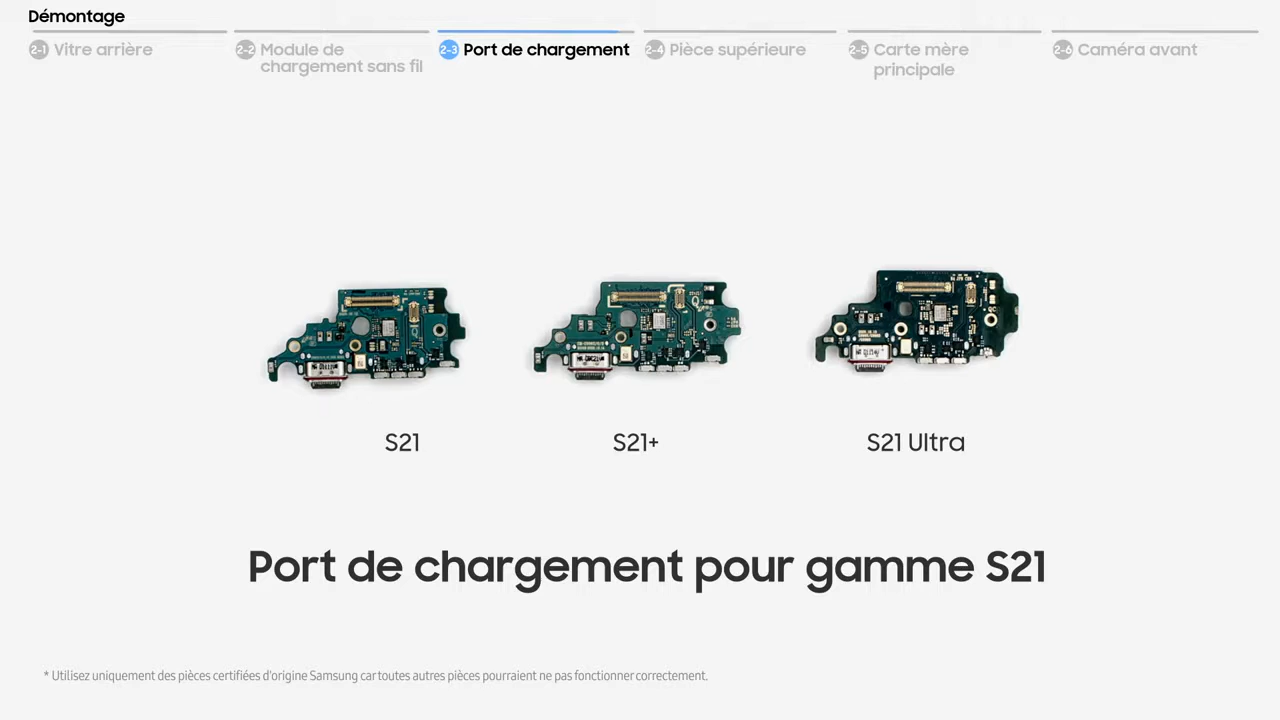 Démontage
2-1 Vitre arrière
2-2 Module de
chargement sans fil
2-3 Port de chargement
2-4 Pièce supérieure
2-5 Carte mère
principale
2-6 Caméra avant
S21
S21+
S21 Ultra
Port de chargement pour gamme S21
* Utilisez uniquement des pièces certifiées d'origine Samsung car toutes autres pièces pourraient ne pas fonctionner correctement.